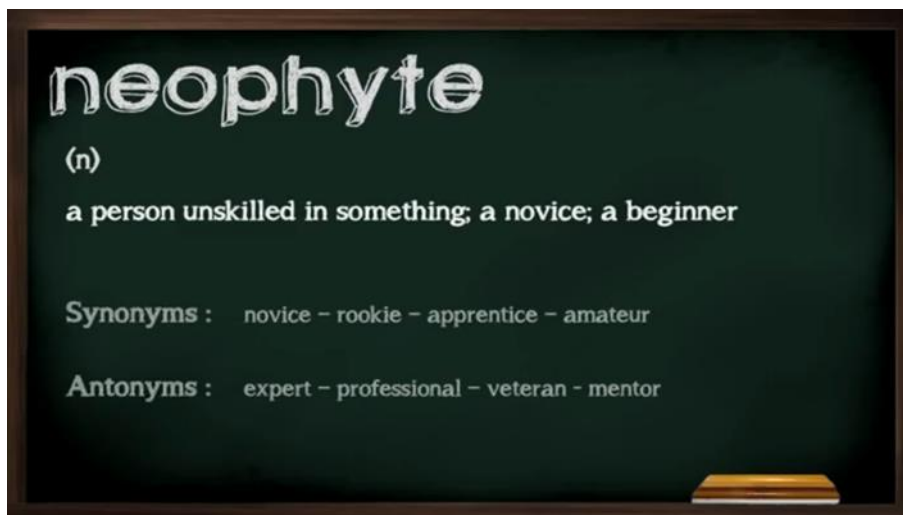 neophyte
(n)
a person unskilled in something; a novice; a beginner
Synonyms : novice – rookie – apprentice – amateur
Antonyms : expert – professional – veteran - mentor